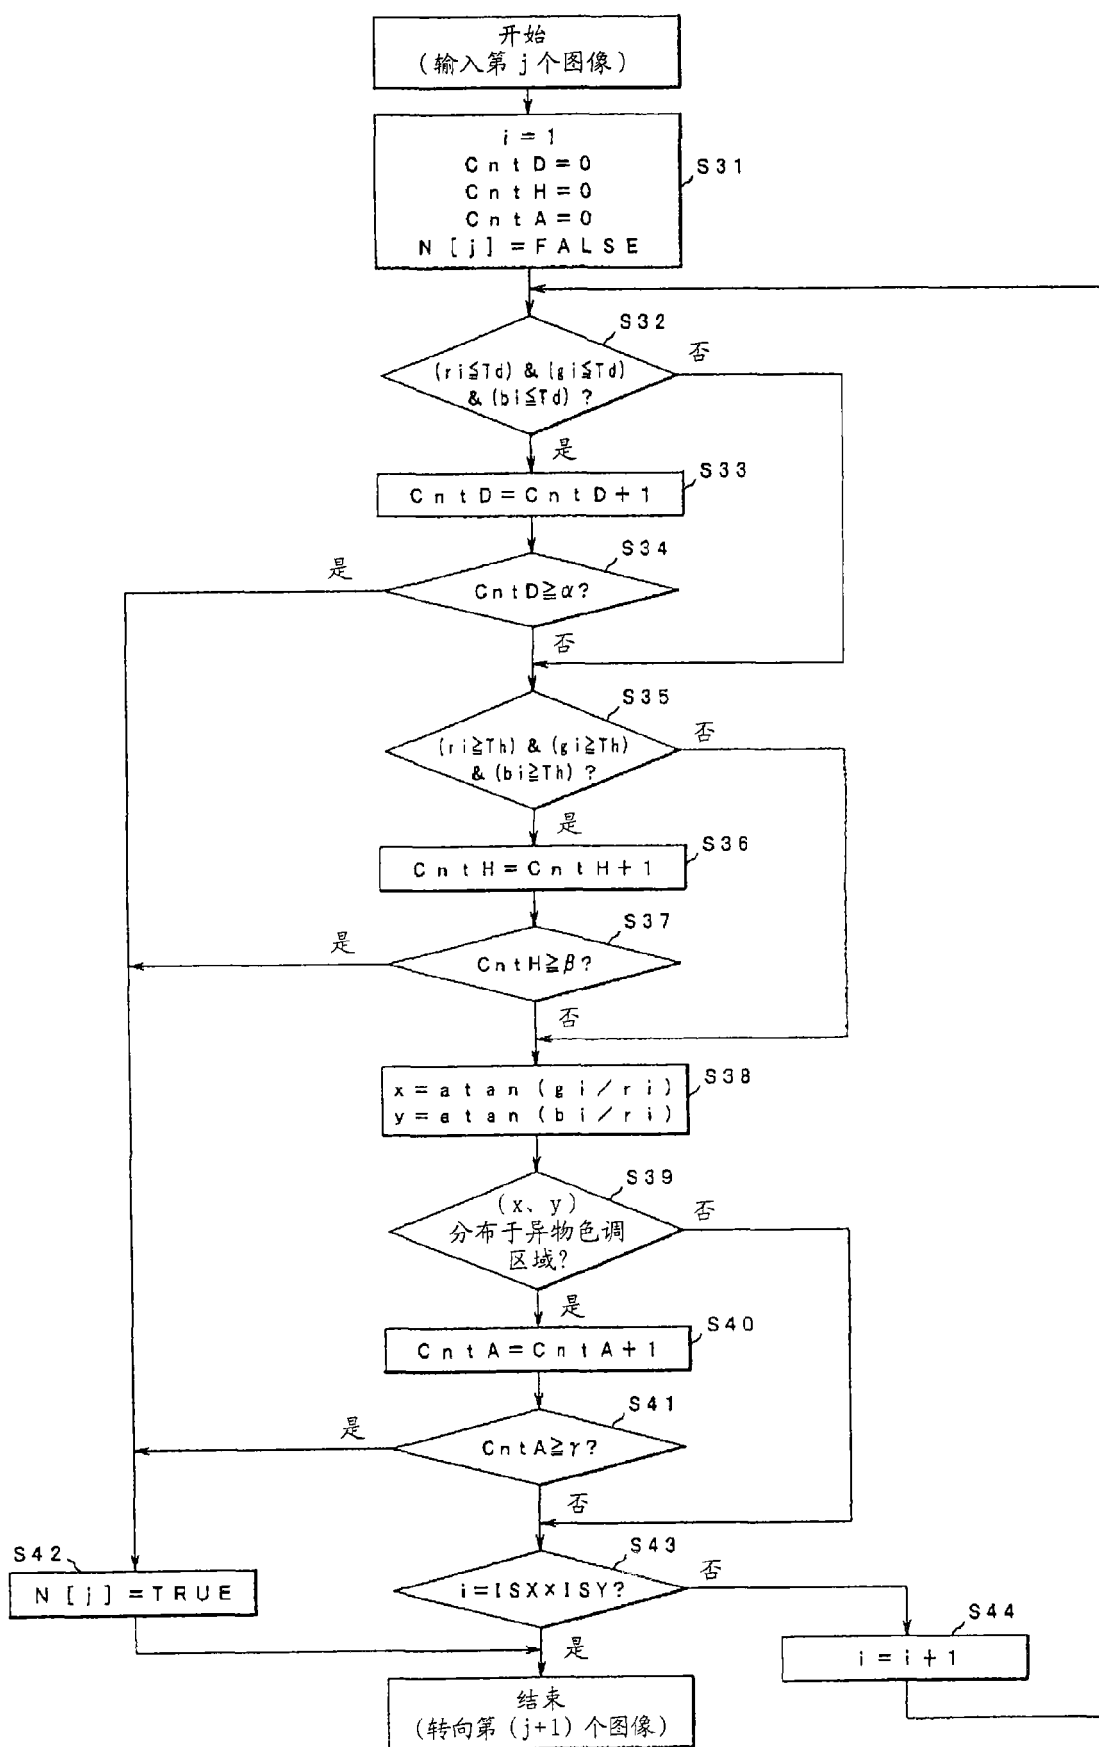 开始
(输入第 j 个图像)
i = 1
CntD=0
CntH=0
CntA=0
N [j] =FALSE
S31
S32
(ri≦Td) & (gi≦Td)
& (bi≦Td) ?
否
是
S33
CntD=CntD+1
S34
CntD≧α?
是
否
S35
(ri≧Th) & (gi≧Th)
& (bi≧Th) ?
否
是
S36
CntH=CntH+1
S37
CntH≧β?
是
否
S38
x=atan (gi/ri)
y=atan (bi/ri)
S39
(x、y)
分布于异物色调
区域?
否
是
S40
CntA=CntA+1
S41
CntA≧γ?
是
否
S42
N [j] =TRUE
S43
i=ISX×ISY?
否
是
S44
i=i+1
结束
(转向第 (j+1) 个图像)